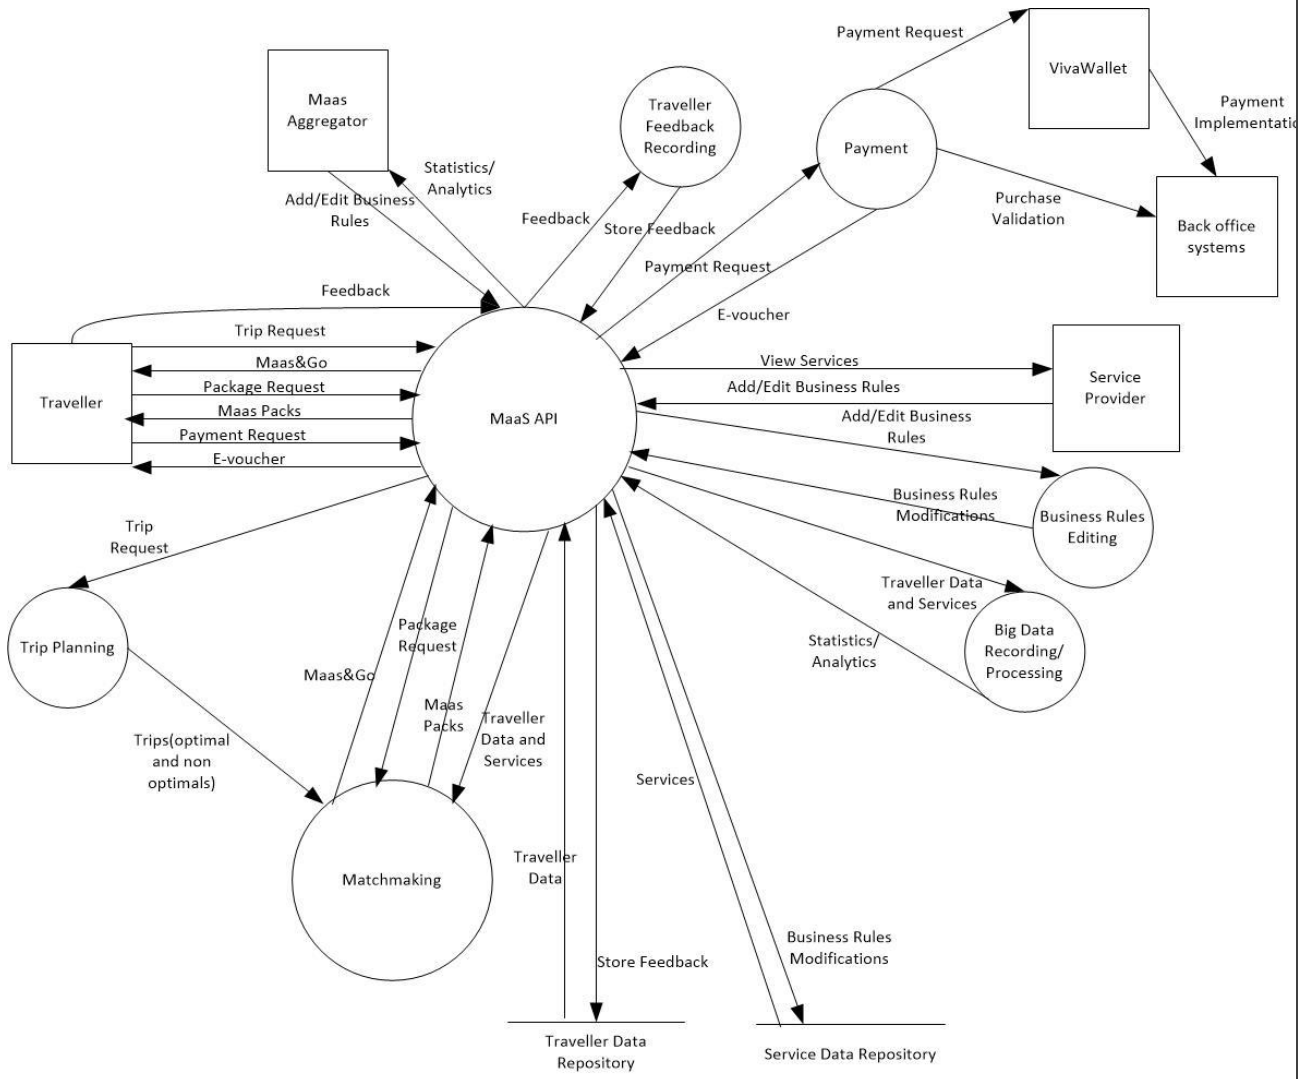 Payment Request
VivaWallet
Maas
Aggregator
Traveller
Feedback
Recording
Payment
Payment
Implementatio
Statistics/
Analytics
Add/Edit Business
Rules
Feedback
Store Feedback
Purchase
Validation
Back office
systems
Payment Request
Feedback
E-voucher
Trip Request
Maas&Go
Package Request
Maas Packs
Payment Request
E-voucher
Traveller
MaaS API
View Services
Add/Edit Business Rules
Service
Provider
Add/Edit Business
Rules
Business Rules
Modifications
Business Rules
Editing
Trip
Request
Traveller Data
and Services
Trip Planning
Package
Request
Statistics/
Analytics
Big Data
Recording/
Processing
Maas&Go
Maas
Packs
Traveller
Data and
Services
Trips(optimal
and non
optimals)
Services
Matchmaking
Traveller
Data
Store Feedback
Business Rules
Modifications
Traveller Data
Repository
Service Data Repository